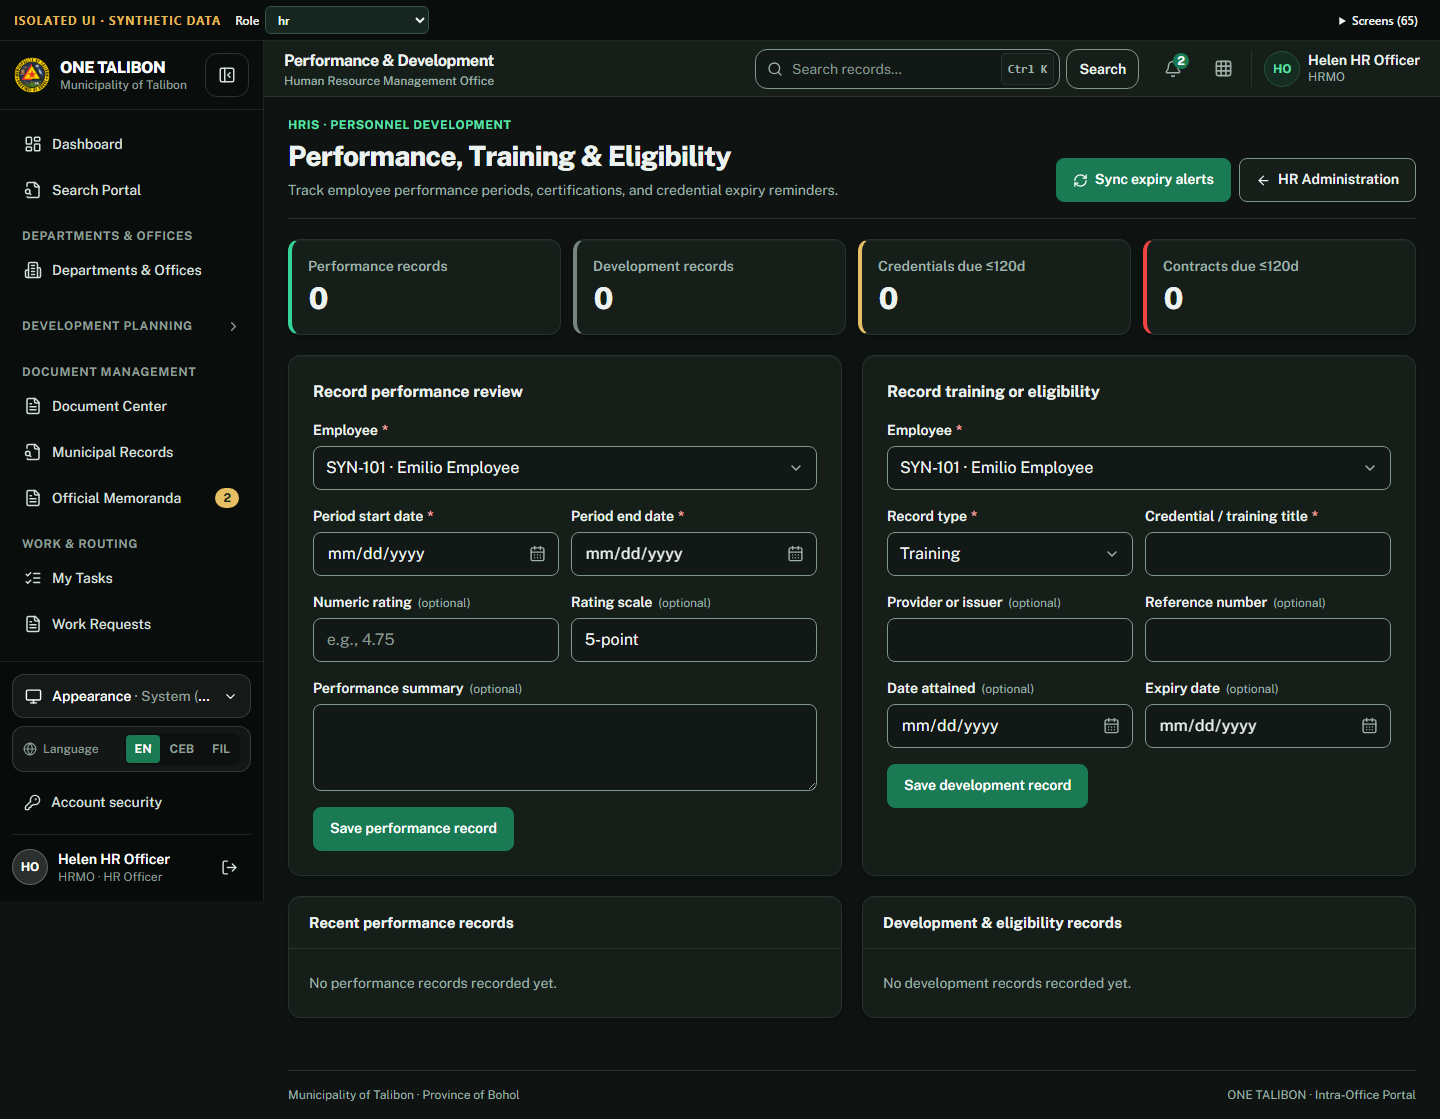 ISOLATED UI · SYNTHETIC DATA Role hr Screens (65)
ONE TALIBON
Municipality of Talibon
Performance & Development
Human Resource Management Office
Search records... Ctrl K Search 2 HO Helen HR Officer
HRMO
Dashboard
Search Portal
DEPARTMENTS & OFFICES
Departments & Offices
DEVELOPMENT PLANNING
DOCUMENT MANAGEMENT
Document Center
Municipal Records
Official Memoranda 2
WORK & ROUTING
My Tasks
Work Requests
Appearance · System (...
Language EN CEB FIL
Account security
HO Helen HR Officer
HRMO · HR Officer
HRIS · PERSONNEL DEVELOPMENT
Performance, Training & Eligibility
Track employee performance periods, certifications, and credential expiry reminders.
Sync expiry alerts HR Administration
Performance records
0
Development records
0
Credentials due ≤120d
0
Contracts due ≤120d
0
Record performance review
Employee *
SYN-101 · Emilio Employee
Period start date * Period end date *
mm/dd/yyyy mm/dd/yyyy
Numeric rating (optional) Rating scale (optional)
e.g., 4.75 5-point
Performance summary (optional)
Save performance record
Record training or eligibility
Employee *
SYN-101 · Emilio Employee
Record type * Credential / training title *
Training
Provider or issuer (optional) Reference number (optional)
Date attained (optional) Expiry date (optional)
mm/dd/yyyy mm/dd/yyyy
Save development record
Recent performance records
No performance records recorded yet.
Development & eligibility records
No development records recorded yet.
Municipality of Talibon · Province of Bohol ONE TALIBON · Intra-Office Portal